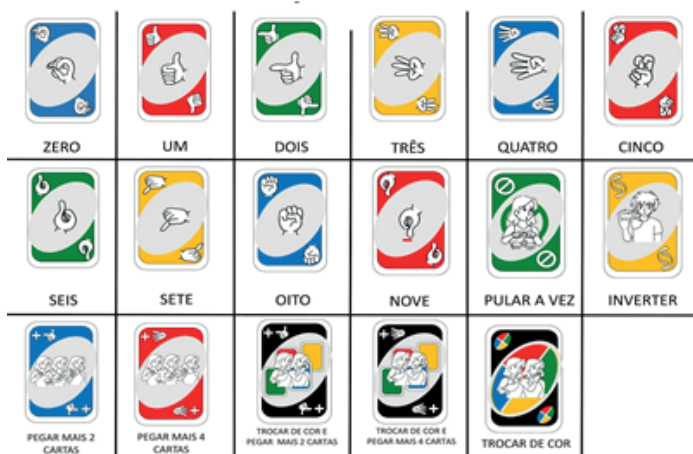 ZERO
UM
DOIS
TRÊS
QUATRO
CINCO
SEIS
SETE
OITO
NOVE
PULAR A VEZ
INVERTER
PEGAR MAIS 2
CARTAS
PEGAR MAIS 4
CARTAS
TROCAR DE COR E
PEGAR MAIS 2 CARTAS
TROCAR DE COR E
PEGAR MAIS 4 CARTAS
TROCAR DE COR